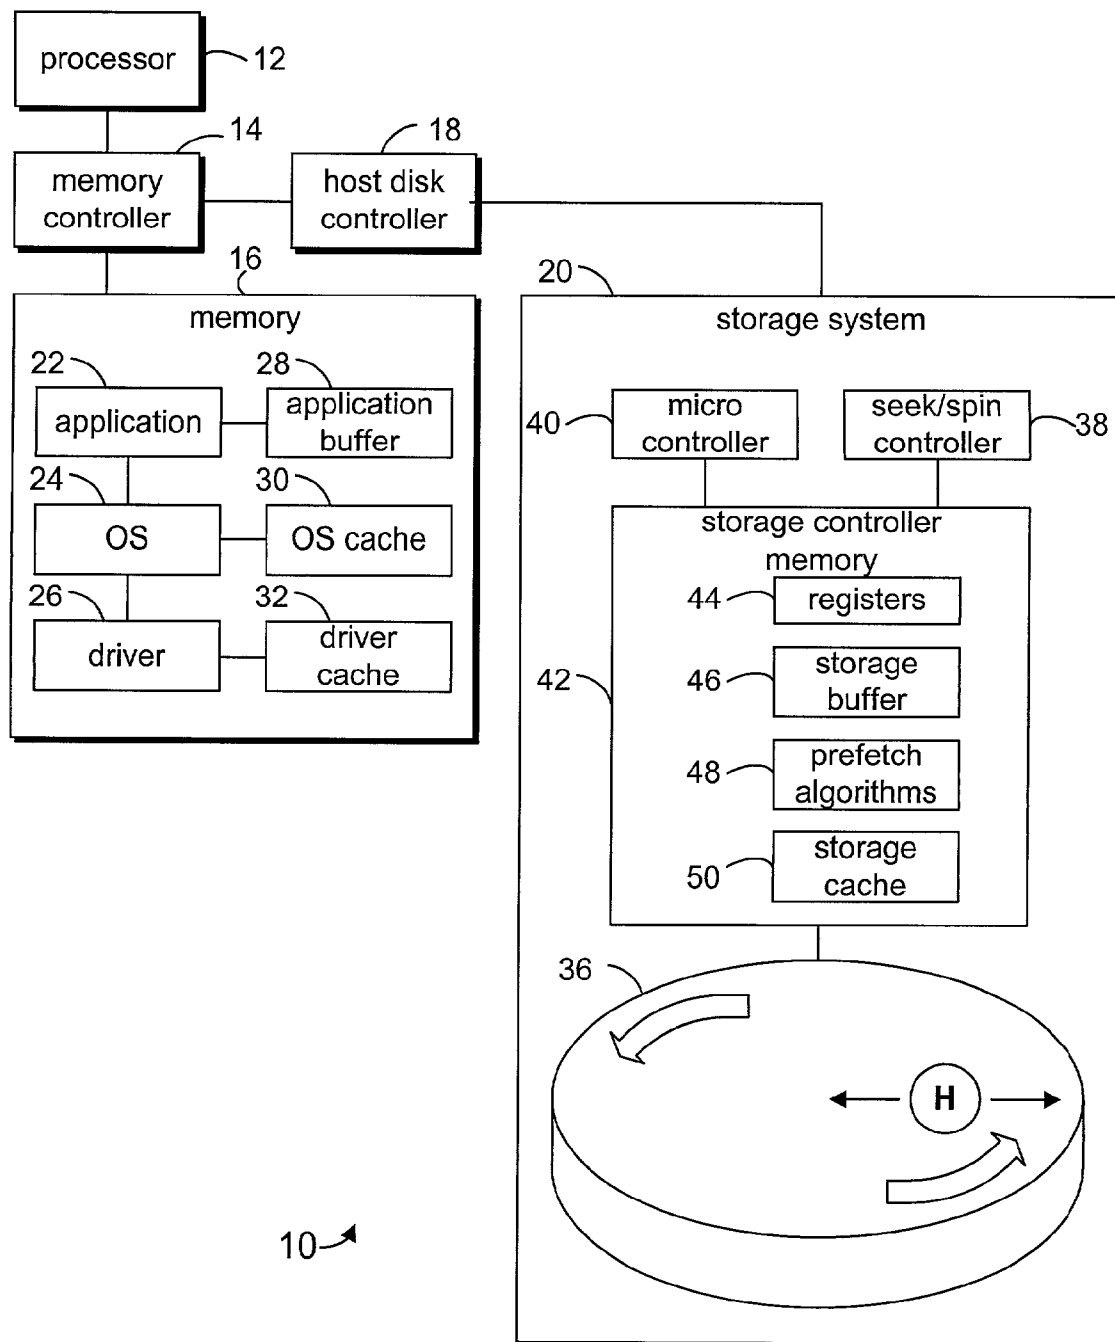 processor
12
14
18
memory
controller
host disk
controller
16
20
memory
storage system
22
28
application
application
buffer
40
micro
controller
seek/spin
controller
38
24
30
OS
OS cache
storage controller
memory
26
32
driver
driver
cache
44
registers
42
46
storage
buffer
48
prefetch
algorithms
50
storage
cache
36
H
10